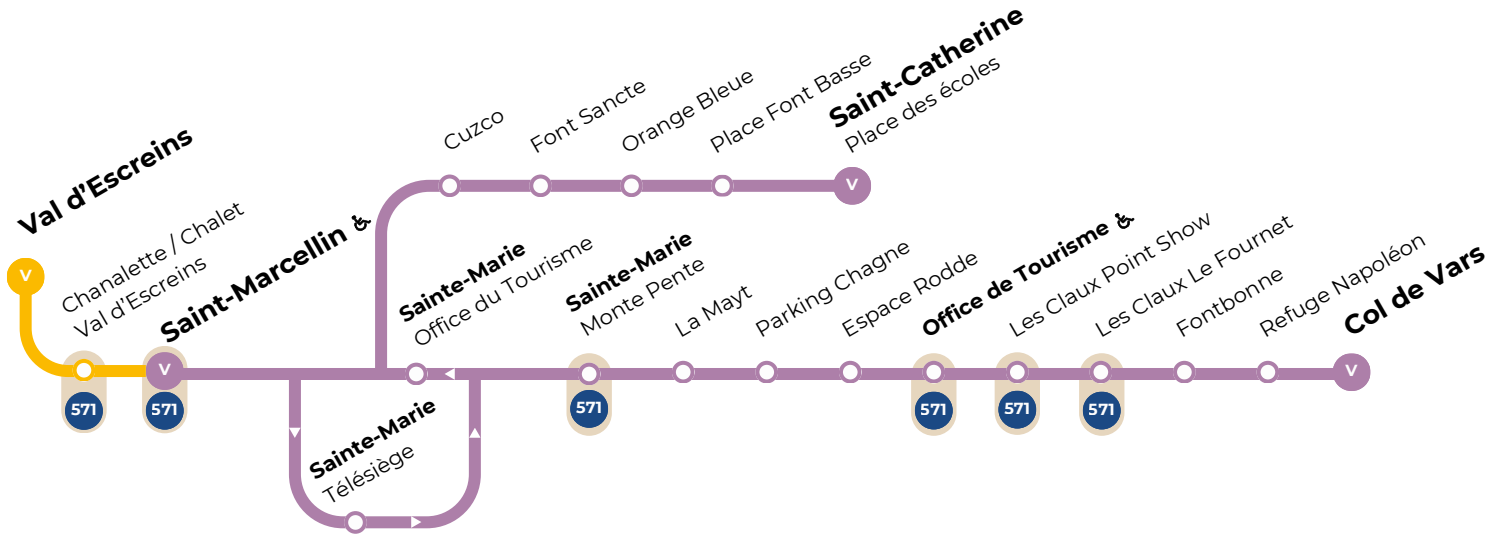 Cuzco
Font Sancte
Orange Bleue
Place Font Basse
Saint-Catherine
Place des écoles
V
Val d'Escreins
V
Chanalette / Chalet
Val d'Escreins
571
Saint-Marcellin
V
571
Sainte-Marie
Office du Tourisme
Sainte-Marie
Télésiège
Sainte-Marie
Monte Pente
571
La Mayt
Parking Chagne
Espace Rodde
Office de Tourisme
571
Les Claux Point Show
571
Les Claux Le Fournet
571
Fontbonne
Refuge Napoléon
Col de Vars
V